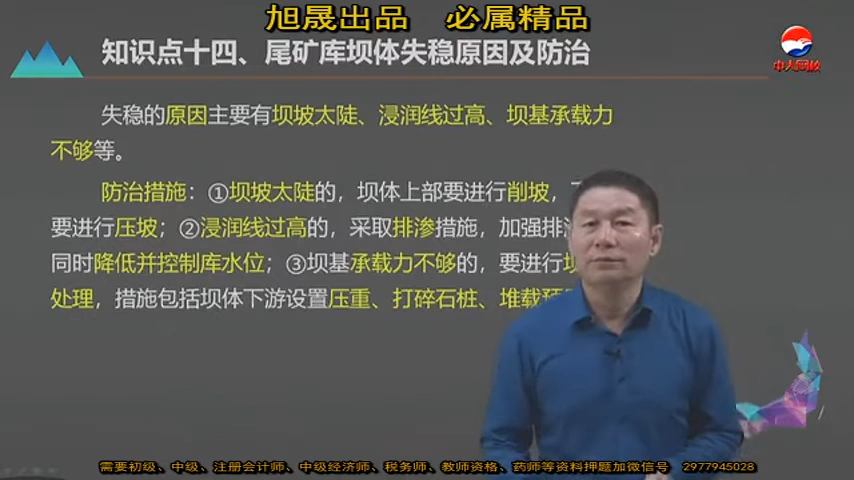 旭晟出品 必属精品
知识点十四、尾矿库坝体失稳原因及防治
中大网校
失稳的原因主要有坝坡太陡、浸润线过高、坝基承载力
不够等。
防治措施：①坝坡太陡的，坝体上部要进行削坡，
要进行压坡；②浸润线过高的，采取排渗措施，加强排
同时降低并控制库水位；③坝基承载力不够的，要进行
处理，措施包括坝体下游设置压重、打碎石桩、堆载
需要初级、中级、注册会计师、中级经济师、税务师、教师资格、药师等资料押题加微信号 2977945028